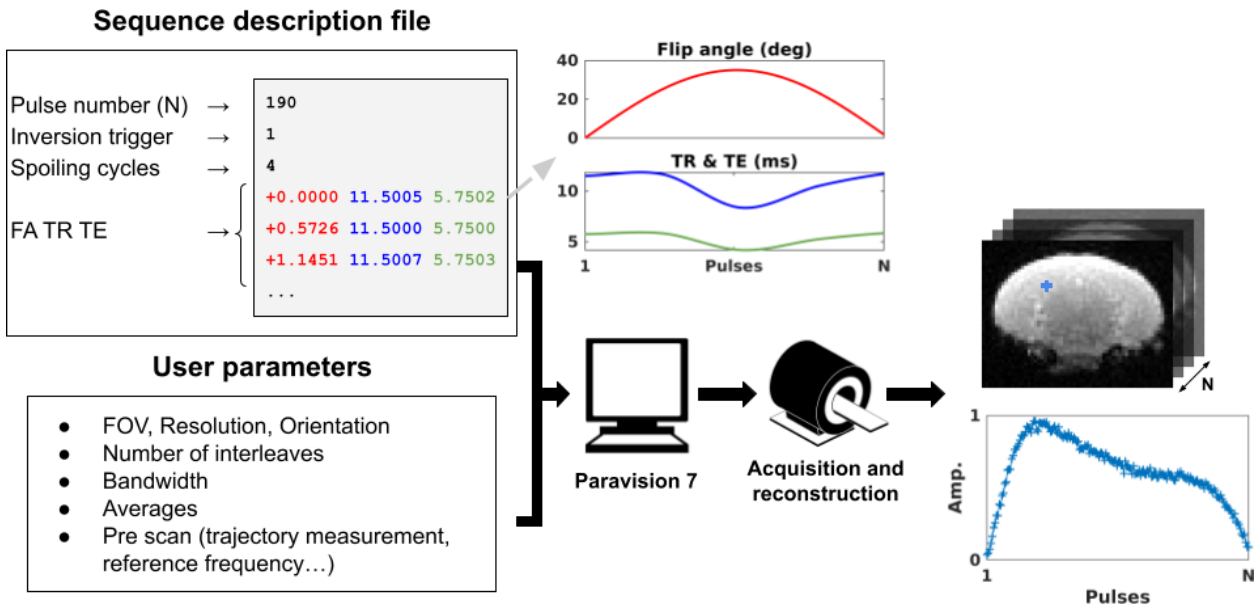 Sequence description file
Pulse number (N) →
190
Inversion trigger →
1
Spoiling cycles →
4
FA TR TE →
+0.0000 11.5005 5.7502
+0.5726 11.5000 5.7500
+1.1451 11.5007 5.7503
...
Flip angle (deg)
40
20
0
TR & TE (ms)
10
5
1
Pulses
N
User parameters
● FOV, Resolution, Orientation
● Number of interleaves
● Bandwidth
● Averages
● Pre scan (trajectory measurement,
reference frequency…)
Paravision 7
Acquisition and
reconstruction
N
1
Amp.
0
1
N
Pulses